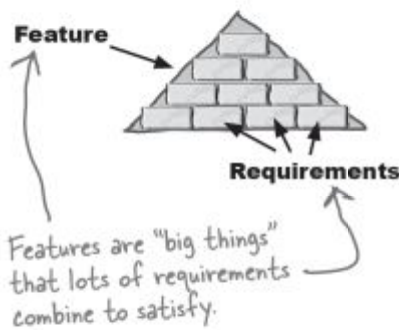 Feature
Requirements
Features are "big things"
that lots of requirements
combine to satisfy.